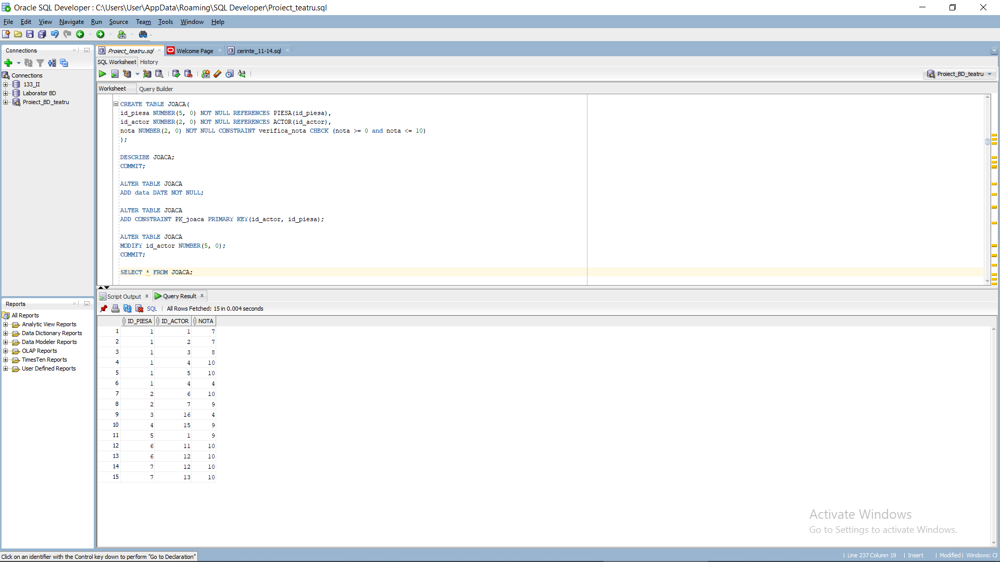 Oracle SQL Developer : C:\Users\User\AppData\Roaming\SQL Developer\Proiect_teatru.sql
File Edit View Navigate Run Source Team Tools Window Help
Connections
Proiect_teatru.sql Welcome Page cerinte_11-14.sql
SQL Worksheet History
Proiect_BD_teatru
Connections
133_II
Laborator BD
Proiect_BD_teatru
Worksheet Query Builder
CREATE TABLE JOACA(
id_piesa NUMBER(5, 0) NOT NULL REFERENCES PIESA(id_piesa),
id_actor NUMBER(2, 0) NOT NULL REFERENCES ACTOR(id_actor),
nota NUMBER(2, 0) NOT NULL CONSTRAINT verifica_nota CHECK (nota >= 0 and nota <= 10)
);
DESCRIBE JOACA;
COMMIT;
ALTER TABLE JOACA
ADD data DATE NOT NULL;
ALTER TABLE JOACA
ADD CONSTRAINT PK_joaca PRIMARY KEY(id_actor, id_piesa);
ALTER TABLE JOACA
MODIFY id_actor NUMBER(5, 0);
COMMIT;
SELECT * FROM JOACA;
Reports
All Reports
Analytic View Reports
Data Dictionary Reports
Data Modeler Reports
OLAP Reports
TimesTen Reports
User Defined Reports
Script Output x Query Result x
SQL | All Rows Fetched: 15 in 0.004 seconds
ID_PIESA ID_ACTOR NOTA
1 1 1 7
2 1 2 7
3 1 3 8
4 1 4 10
5 1 5 10
6 1 4 4
7 2 6 10
8 2 7 9
9 3 16 4
10 4 15 9
11 5 1 9
12 6 11 10
13 6 12 10
14 7 12 10
15 7 13 10
Activate Windows
Go to Settings to activate Windows.
Click on an identifier with the Control key down to perform "Go to Declaration"
| Line 237 Column 19 | Insert | Modified | Windows: CF